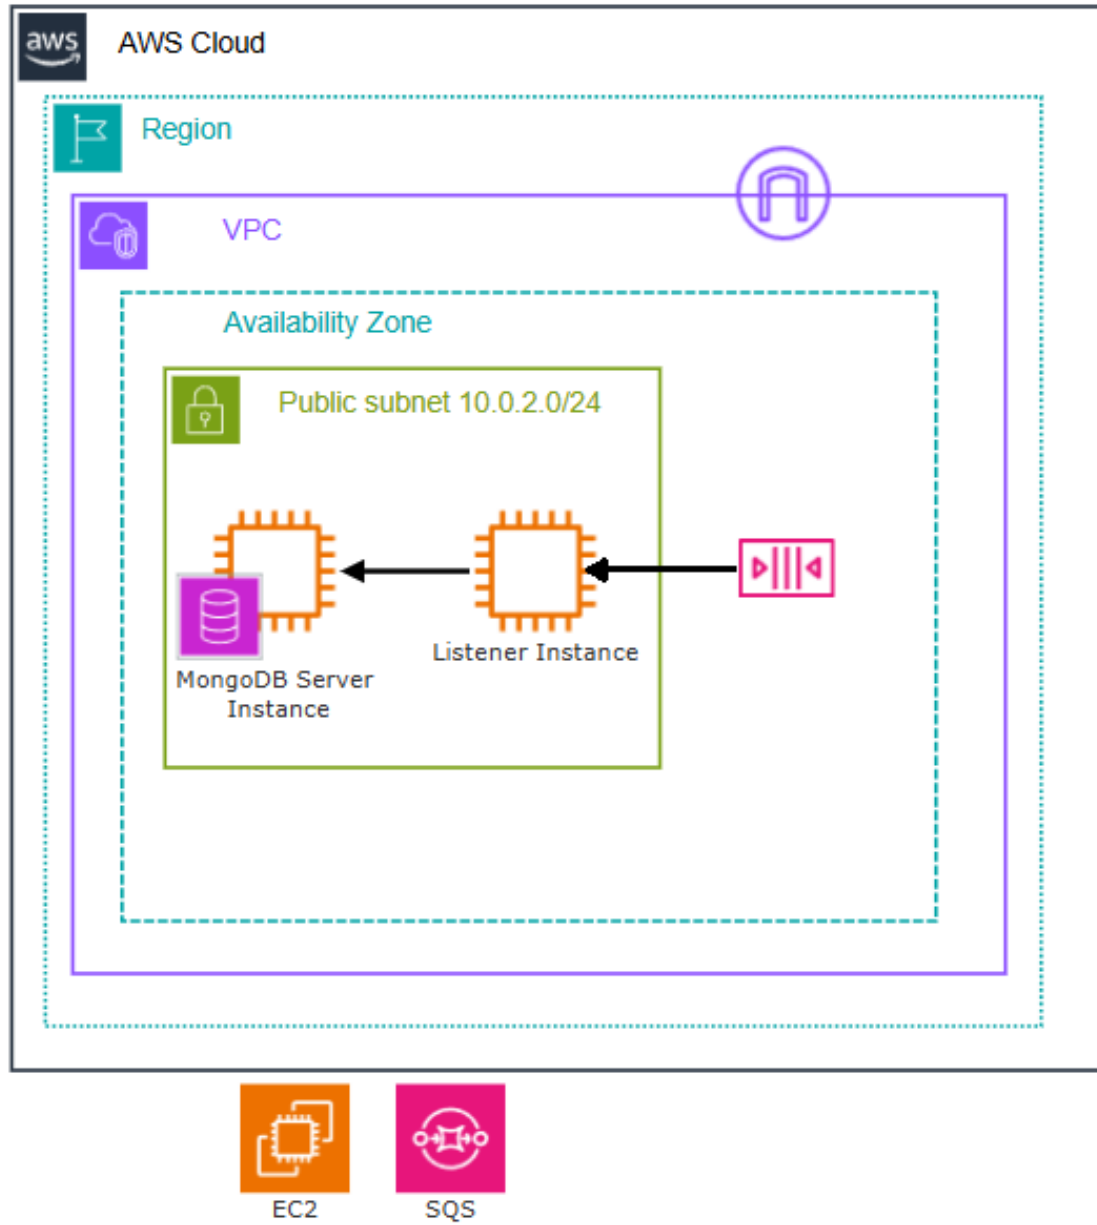 aws
AWS Cloud
Region
VPC
Availability Zone
Public subnet 10.0.2.0/24
Listener Instance
MongoDB Server
Instance
EC2
SQS